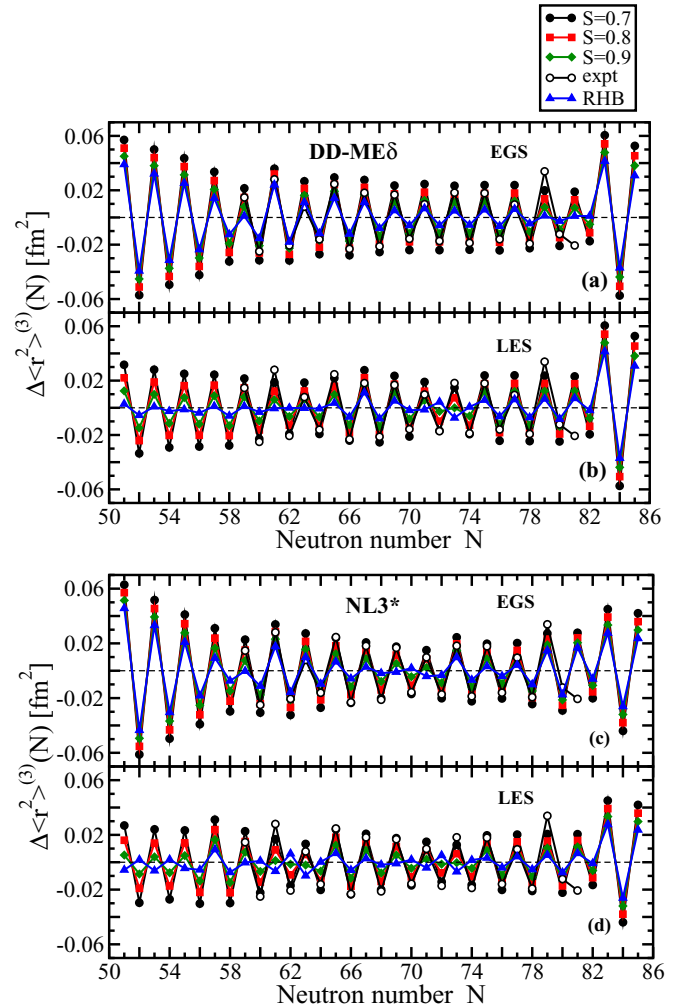 S=0.7
S=0.8
S=0.9
expt
RHB
0.06
0.02
-0.02
-0.06
DD-MEδ
EGS
(a)
0.06
0.02
-0.02
-0.06
LES
(b)
50 54 58 62 66 70 74 78 82 86
Neutron number N
Δ<r²>⁽³⁾(N) [fm²]
0.06
0.02
-0.02
-0.06
NL3*
EGS
(c)
0.06
0.02
-0.02
-0.06
LES
(d)
50 54 58 62 66 70 74 78 82 86
Neutron number N
Δ<r²>⁽³⁾(N) [fm²]